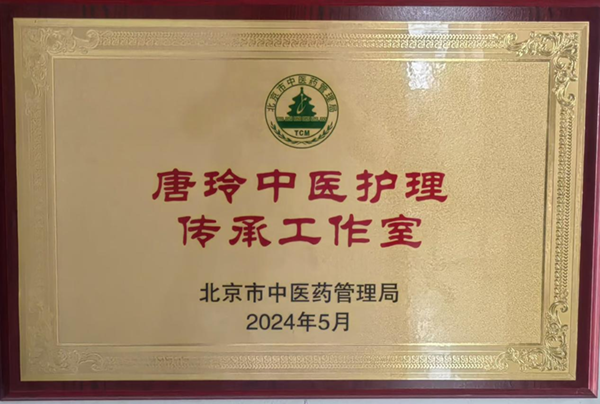 北京市中医药管理局
TCM
唐玲中医护理
传承工作室
北京市中医药管理局
2024年5月